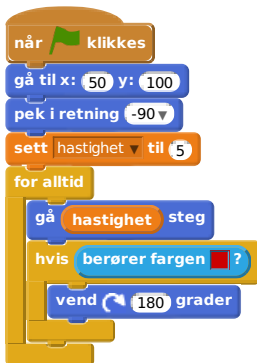 når klikkes
gå til x: 50 y: 100
pek i retning -90
sett hastighet til 5
for alltid
gå hastighet steg
hvis berører fargen ?
vend 180 grader